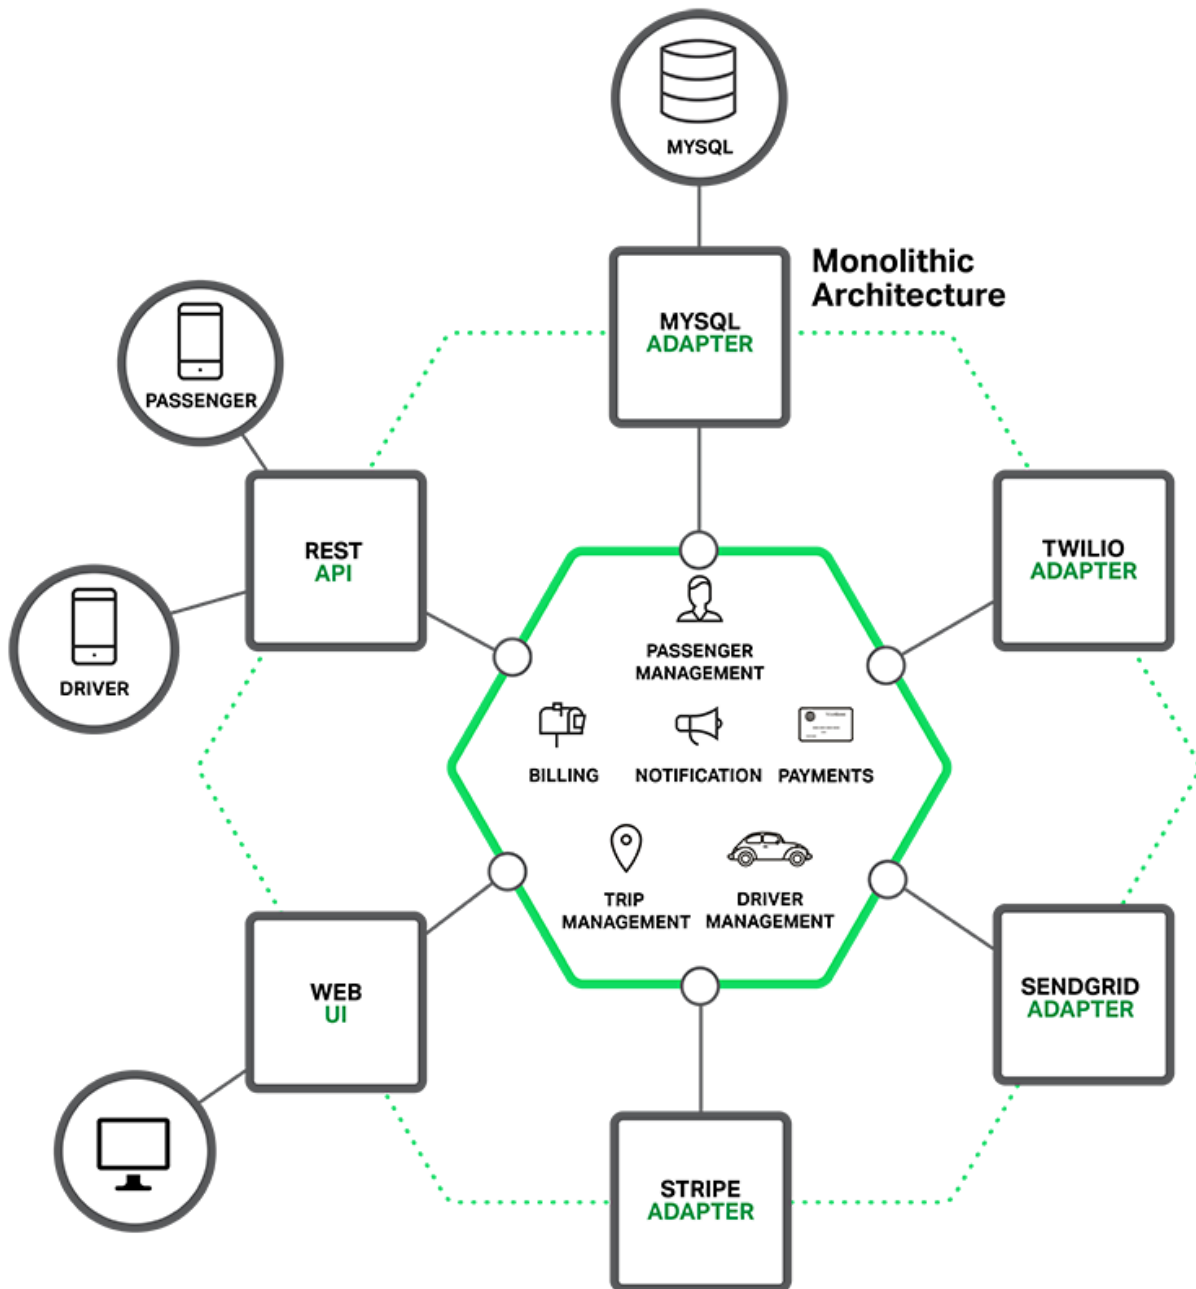 MYSQL
Monolithic
Architecture
MYSQL
ADAPTER
PASSENGER
REST
API
TWILIO
ADAPTER
DRIVER
PASSENGER
MANAGEMENT
BILLING
NOTIFICATION
PAYMENTS
TRIP
MANAGEMENT
DRIVER
MANAGEMENT
WEB
UI
SENDGRID
ADAPTER
STRIPE
ADAPTER